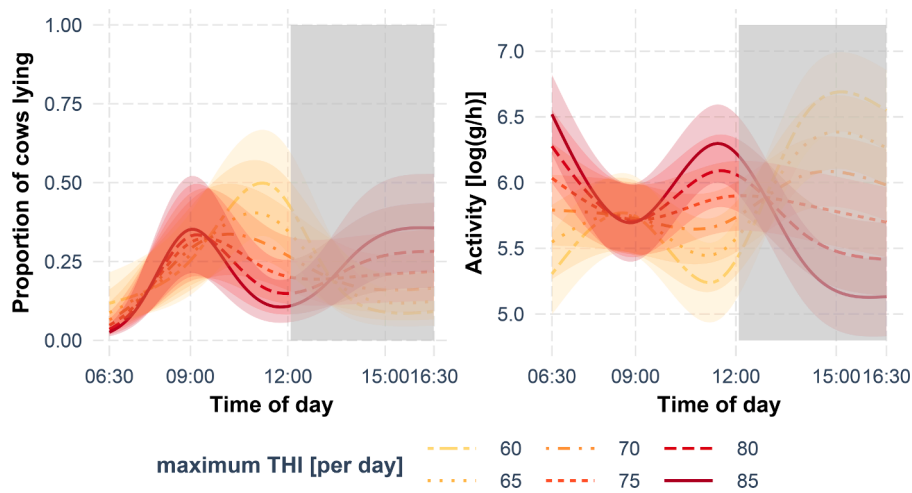 1.00
0.75
0.50
0.25
0.00
Proportion of cows lying
06:30 09:00 12:00 15:00 16:30
Time of day
7.0
6.5
6.0
5.5
5.0
Activity [log(g/h)]
06:30 09:00 12:00 15:00 16:30
Time of day
maximum THI [per day]
60 70 80
65 75 85